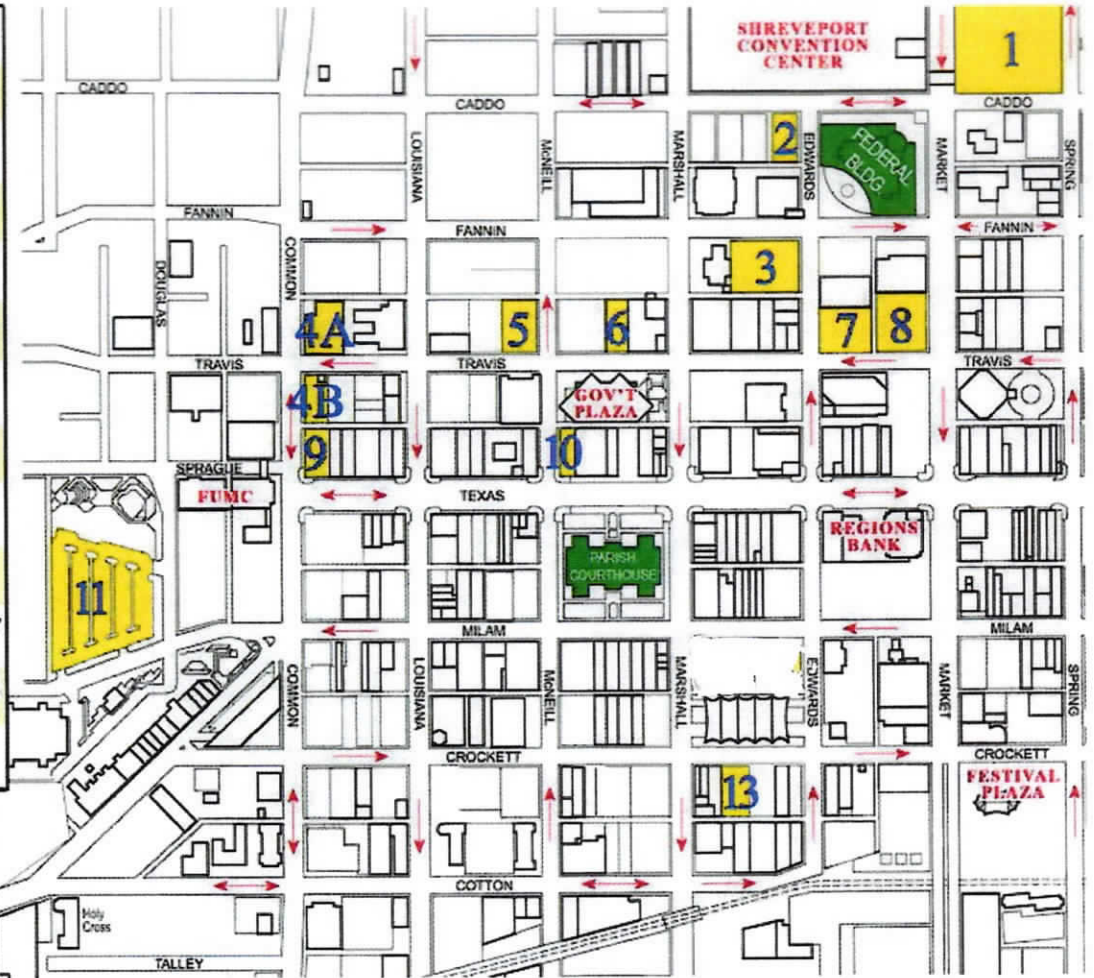 SHREVEPORT
CONVENTION
CENTER
1
CADDO
CADDO
CADDO
2
LOUISIANA
McNEILL
MARSHALL
EDWARDS
FEDERAL
BLDG.
MARKET
SPRING
FANNIN
FANNIN
FANNIN
DOUGLAS
COMMON
3
4A
5
6
7
8
TRAVIS
TRAVIS
TRAVIS
4B
GOV'T
PLAZA
9
10
SPRAGUE
FUMC
TEXAS
REGIONS
BANK
PARISH
COURTHOUSE
11
MILAM
MILAM
COMMON
LOUISIANA
McNEILL
MARSHALL
EDWARDS
MARKET
SPRING
CROCKETT
CROCKETT
FESTIVAL
PLAZA
13
COTTON
Holy
Cross
TALLEY